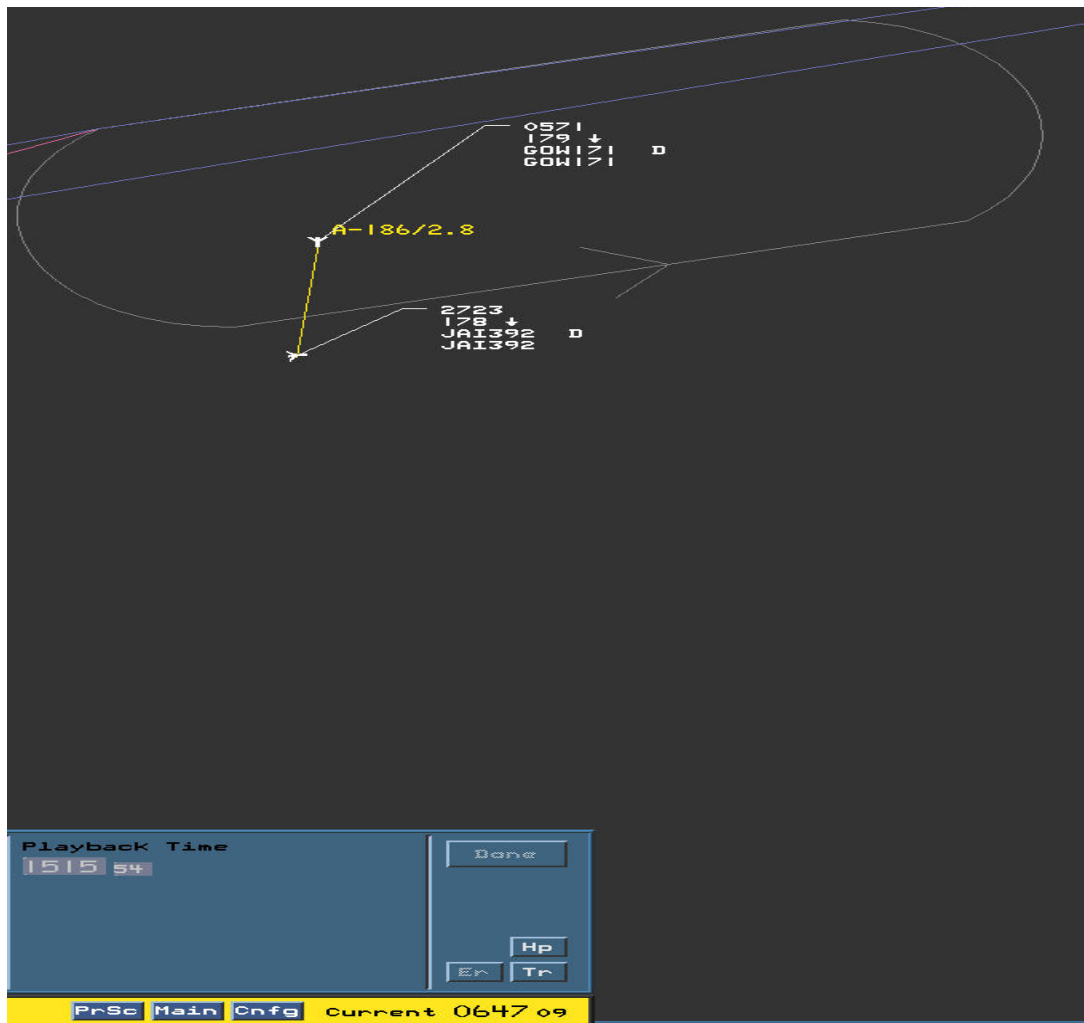 0571
179 ↓
GOW171 D
GOW171
A-186/2.8
2723
178 ↓
JAI392 D
JAI392
Playback Time
1515 54
Done
Hp
Er Tr
PrSc Main Cnfg Current 0647 09